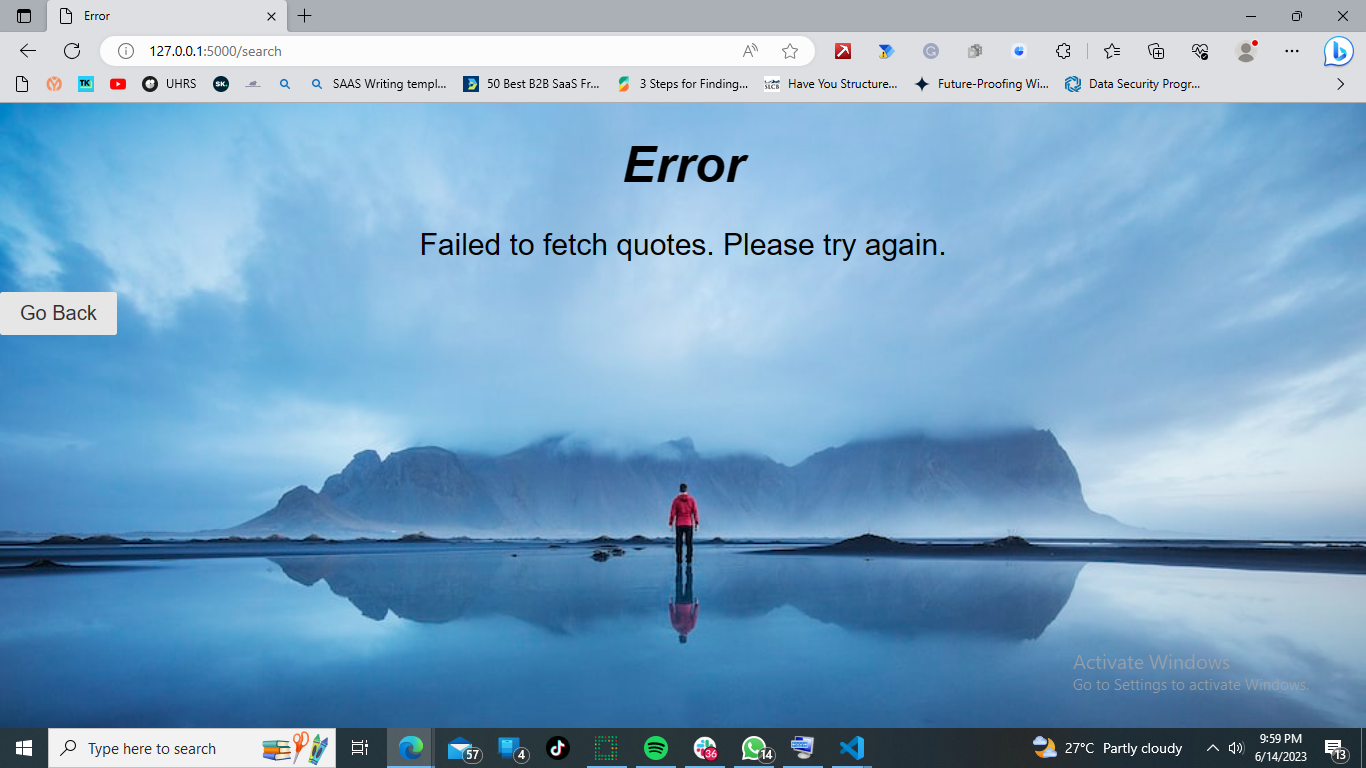 Error
127.0.0.1:5000/search
TK
UHRS
SK.
SAAS Writing templ...
50 Best B2B SaaS Fr...
3 Steps for Finding...
SLCB
Have You Structure...
Future-Proofing Wi...
Data Security Progr...
Error
Failed to fetch quotes. Please try again.
Go Back
Activate Windows
Go to Settings to activate Windows.
Type here to search
57
4
36
14
27°C Partly cloudy
9:59 PM
6/14/2023
13